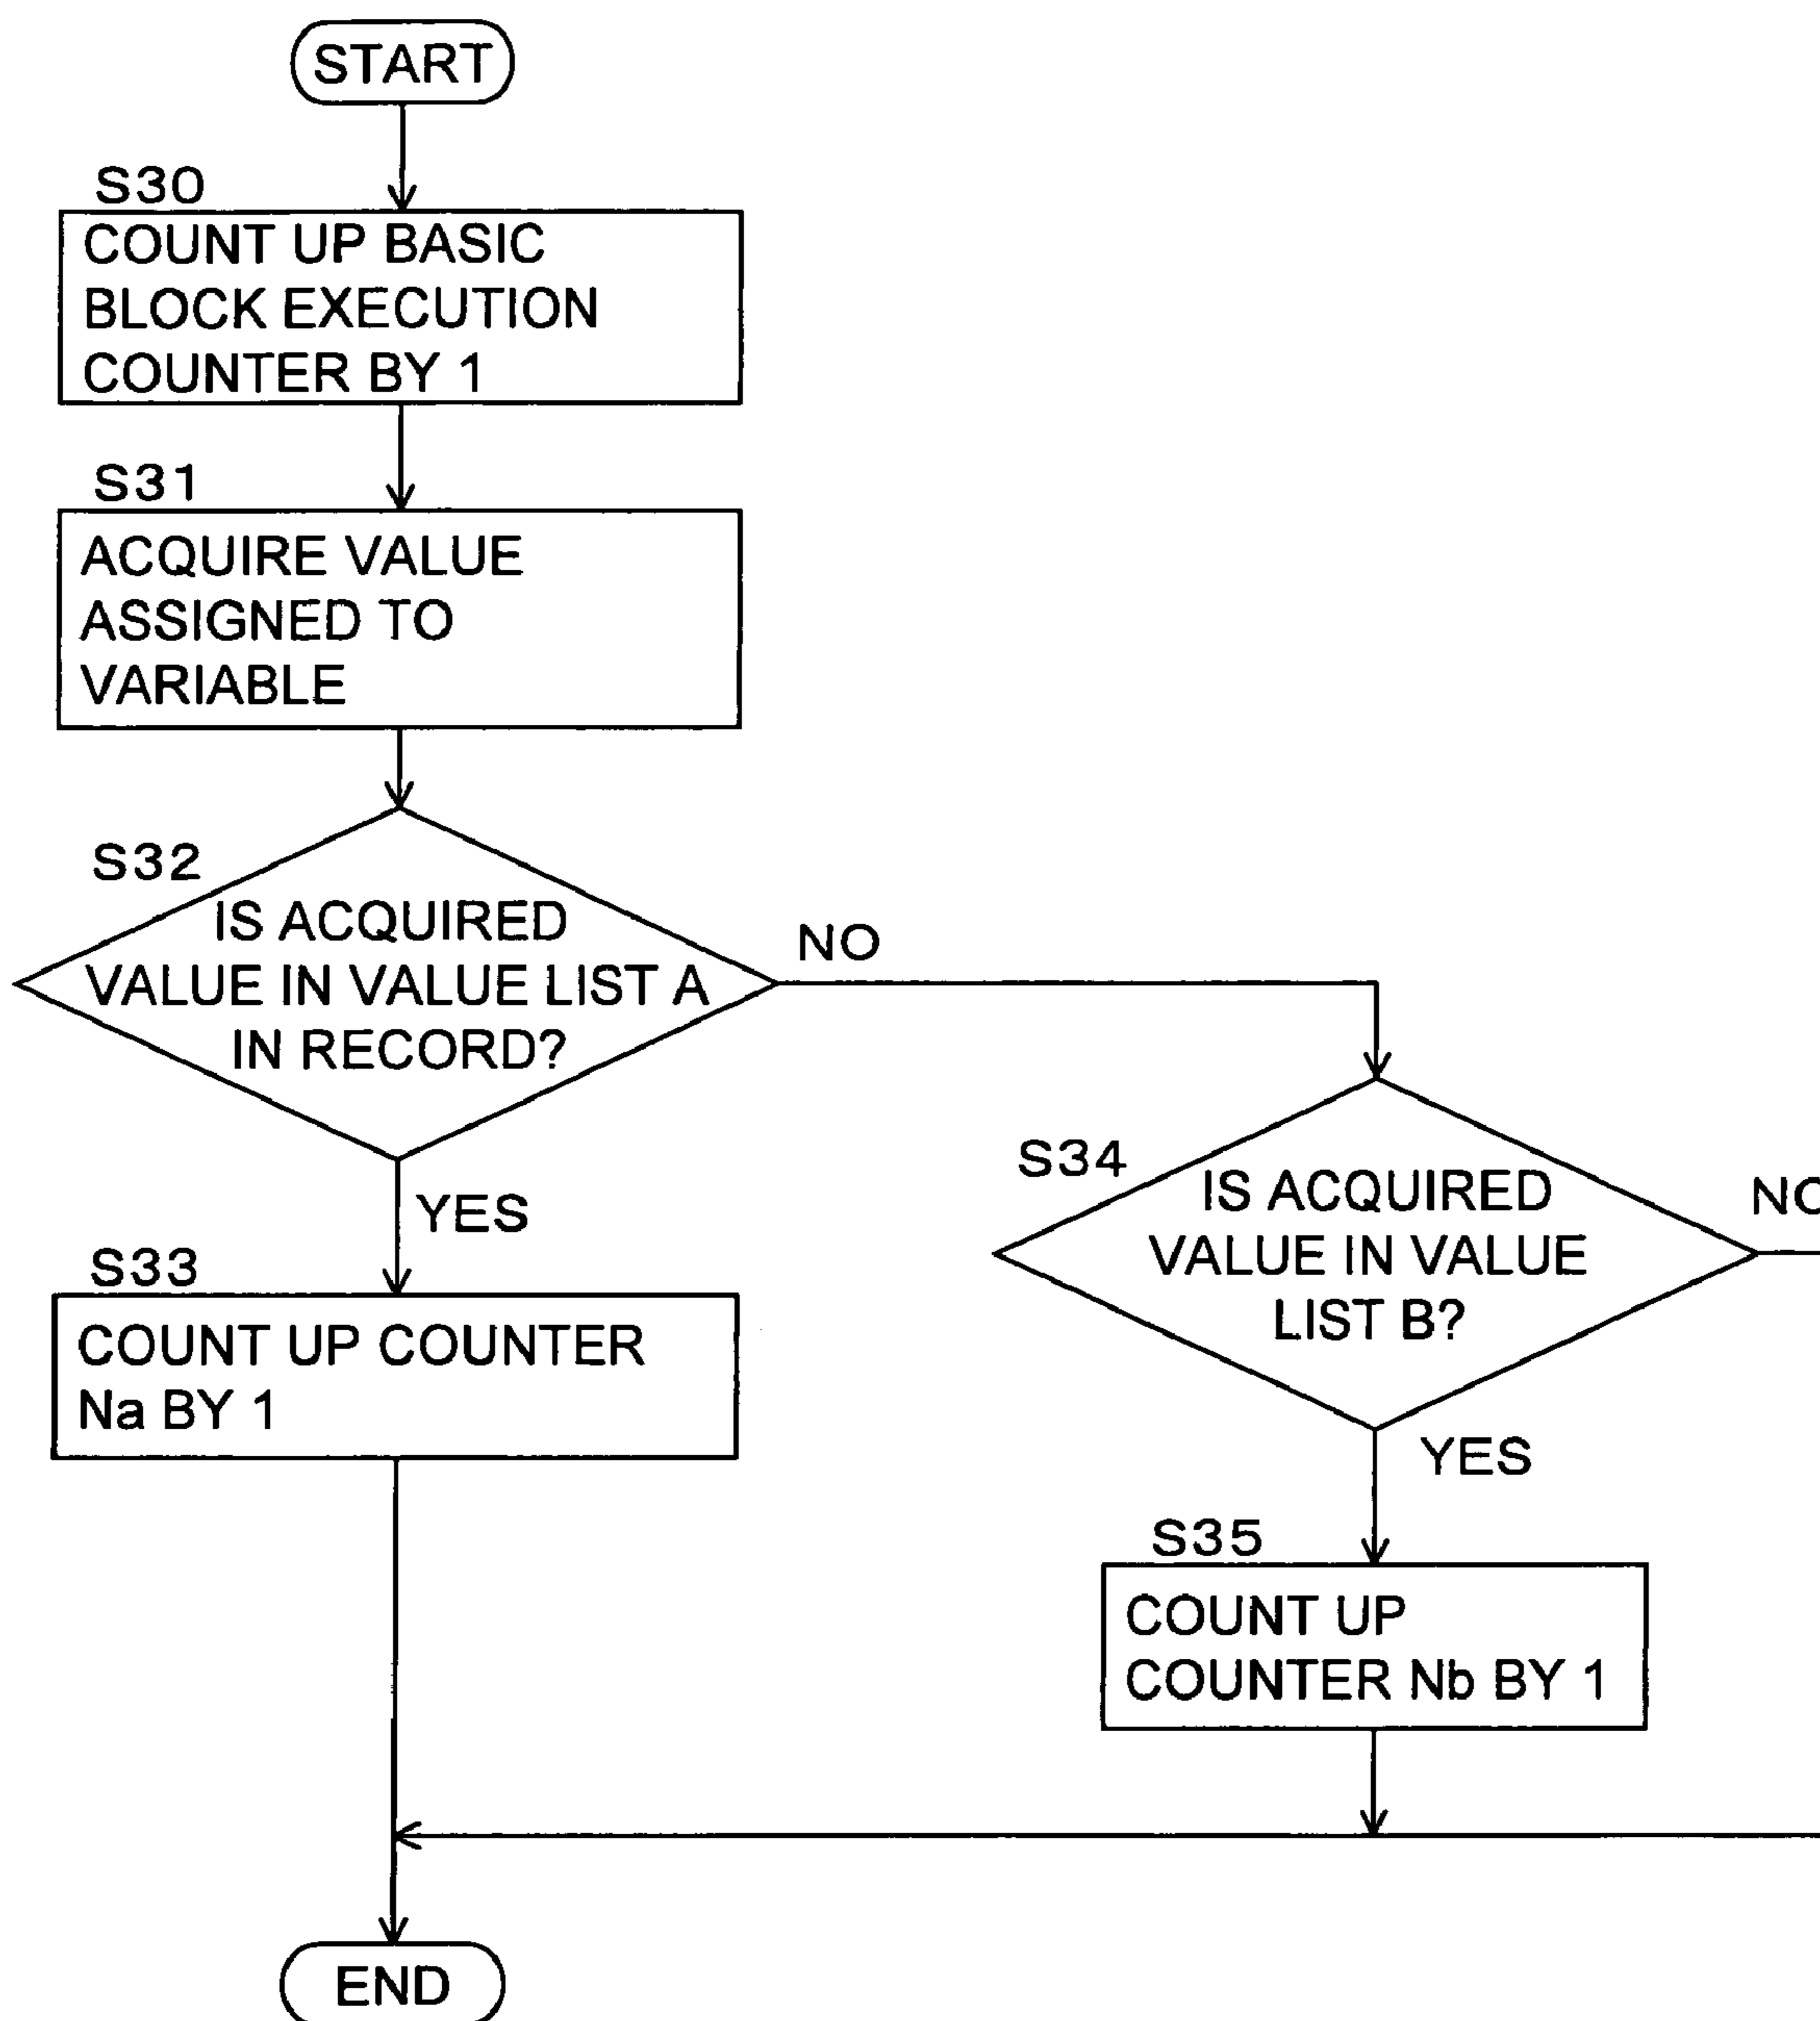 START
S30
COUNT UP BASIC
BLOCK EXECUTION
COUNTER BY 1
S31
ACQUIRE VALUE
ASSIGNED TO
VARIABLE
S32
IS ACQUIRED
VALUE IN VALUE LIST A
IN RECORD?
NO
YES
S33
COUNT UP COUNTER
Na BY 1
S34
IS ACQUIRED
VALUE IN VALUE
LIST B?
NO
YES
S35
COUNT UP
COUNTER Nb BY 1
END